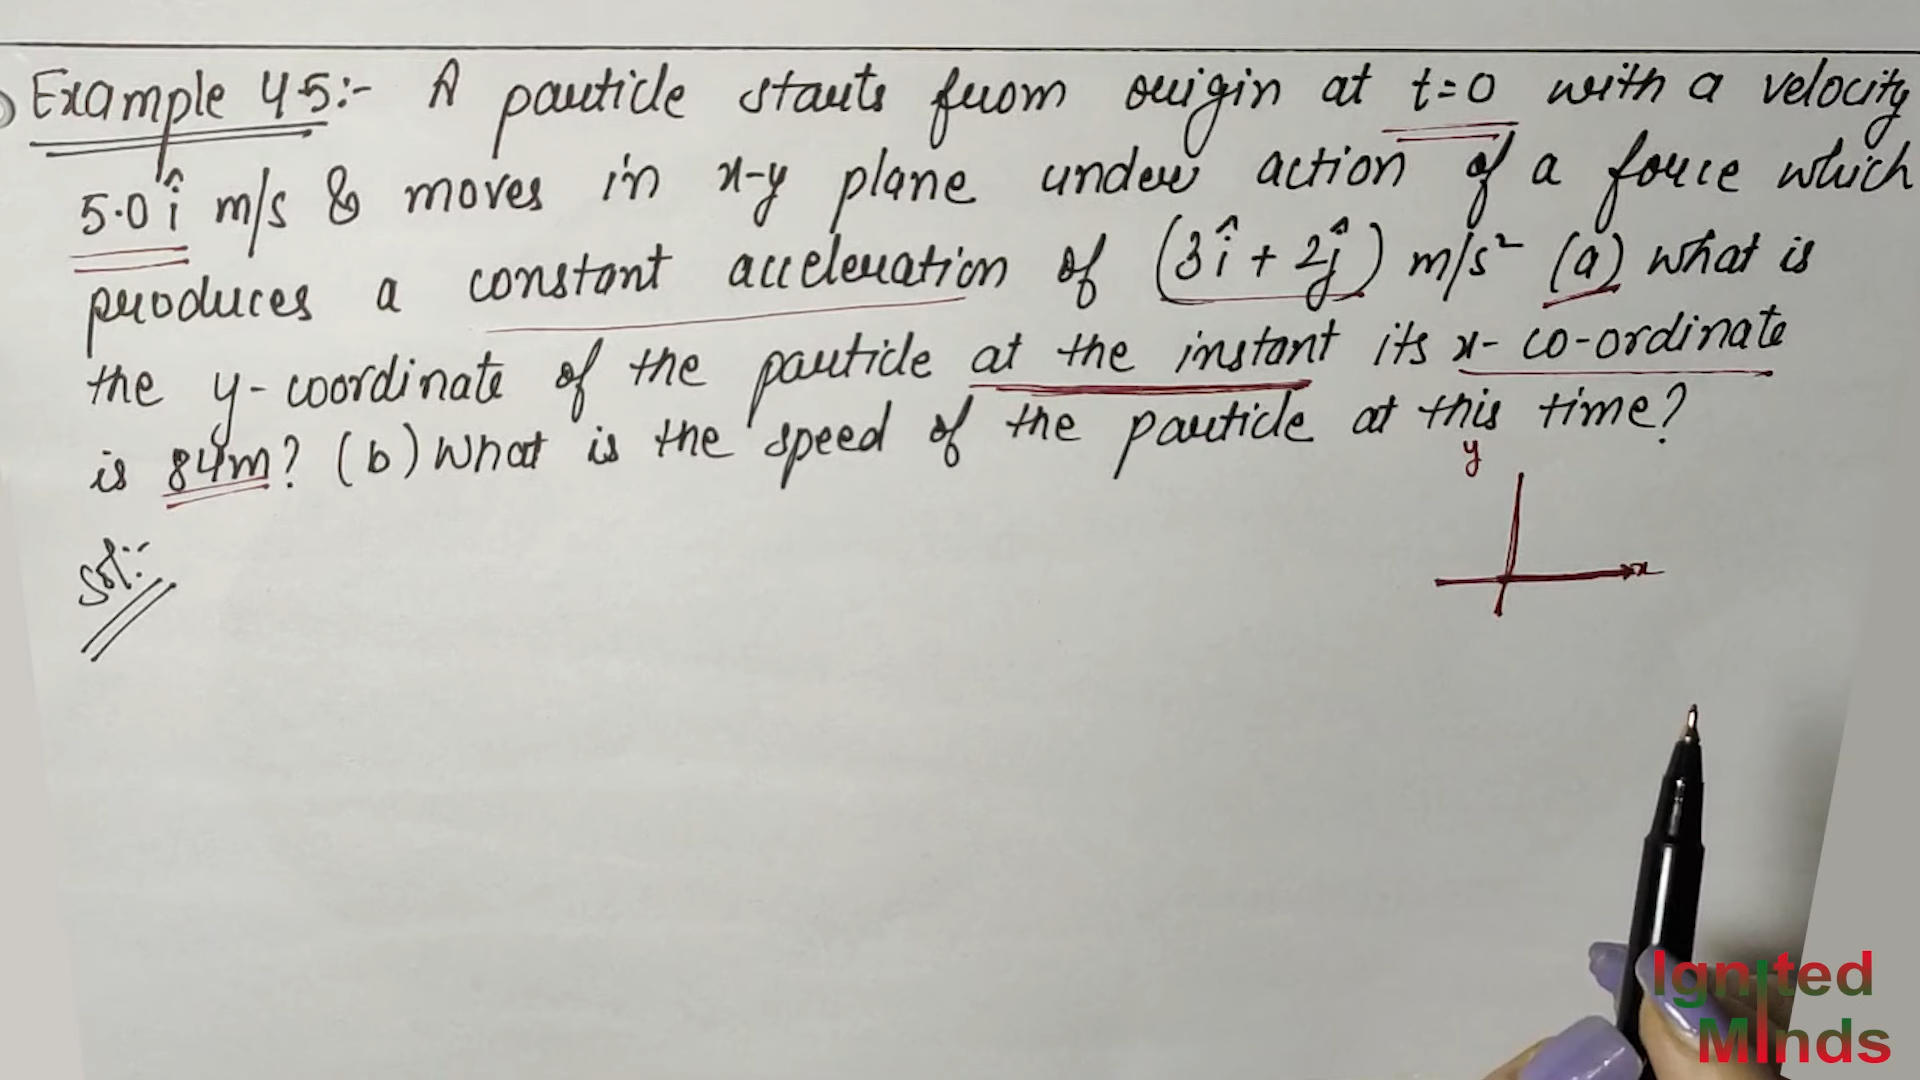 Example 4.5:- A particle starts from origin at t=0 with a velocity
5.0 î m/s & moves in x-y plane under action of a force which
produces a constant acceleration of (3î + 2ĵ) m/s² (a) what is
the y-coordinate of the particle at the instant its x- co-ordinate
is 84m? (b) What is the speed of the particle at this time?
y
x
Sol:-
Ignited
Minds